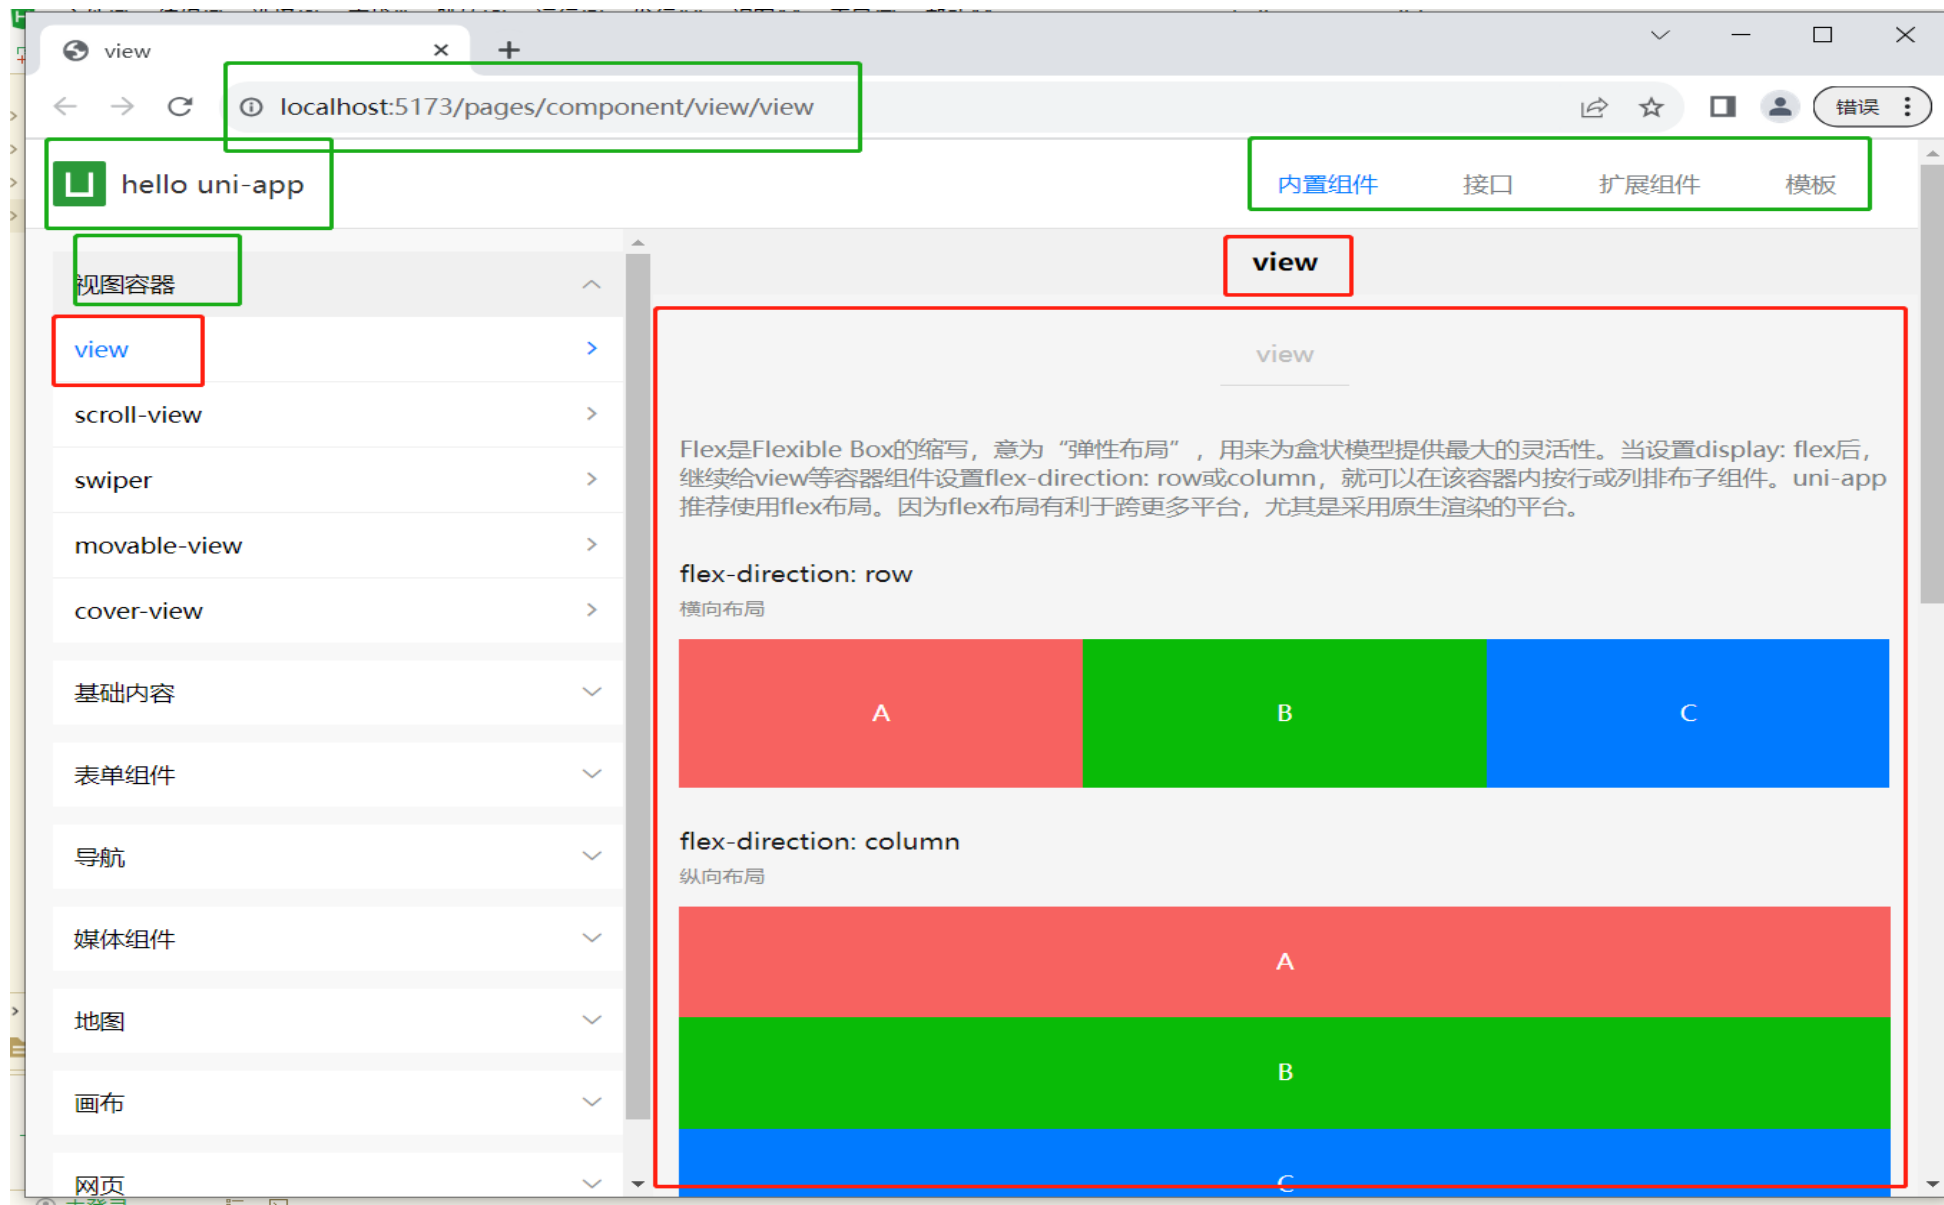 view
localhost:5173/pages/component/view/view
错误
hello uni-app
内置组件 接口 扩展组件 模板
视图容器
view
scroll-view
swiper
movable-view
cover-view
基础内容
表单组件
导航
媒体组件
地图
画布
网页
view
view
Flex是Flexible Box的缩写，意为“弹性布局”，用来为盒状模型提供最大的灵活性。当设置display: flex后，
继续给view等容器组件设置flex-direction: row或column，就可以在该容器内按行或列排布子组件。uni-app
推荐使用flex布局。因为flex布局有利于跨更多平台，尤其是采用原生渲染的平台。
flex-direction: row
横向布局
A B C
flex-direction: column
纵向布局
A
B
C